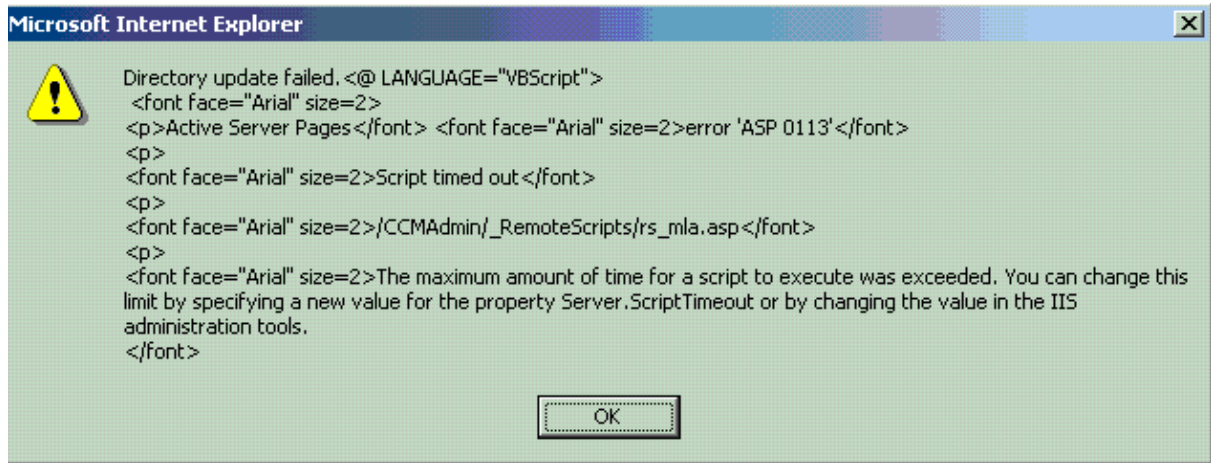 Microsoft Internet Explorer
Directory update failed.<@ LANGUAGE="VBScript">
<font face="Arial" size=2>
<p>Active Server Pages</font> <font face="Arial" size=2>error 'ASP 0113'</font>
<p>
<font face="Arial" size=2>Script timed out</font>
<p>
<font face="Arial" size=2>/CCMAdmin/_RemoteScripts/rs_mla.asp</font>
<p>
<font face="Arial" size=2>The maximum amount of time for a script to execute was exceeded. You can change this
limit by specifying a new value for the property Server.ScriptTimeout or by changing the value in the IIS
administration tools.
</font>
OK